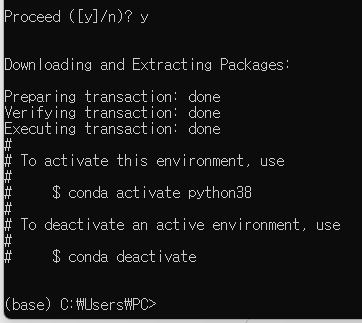 Proceed ([y]/n)? y
Downloading and Extracting Packages:
Preparing transaction: done
Verifying transaction: done
Executing transaction: done
#
# To activate this environment, use
#
#     $ conda activate python38
#
# To deactivate an active environment, use
#
#     $ conda deactivate
(base) C:₩Users₩PC>